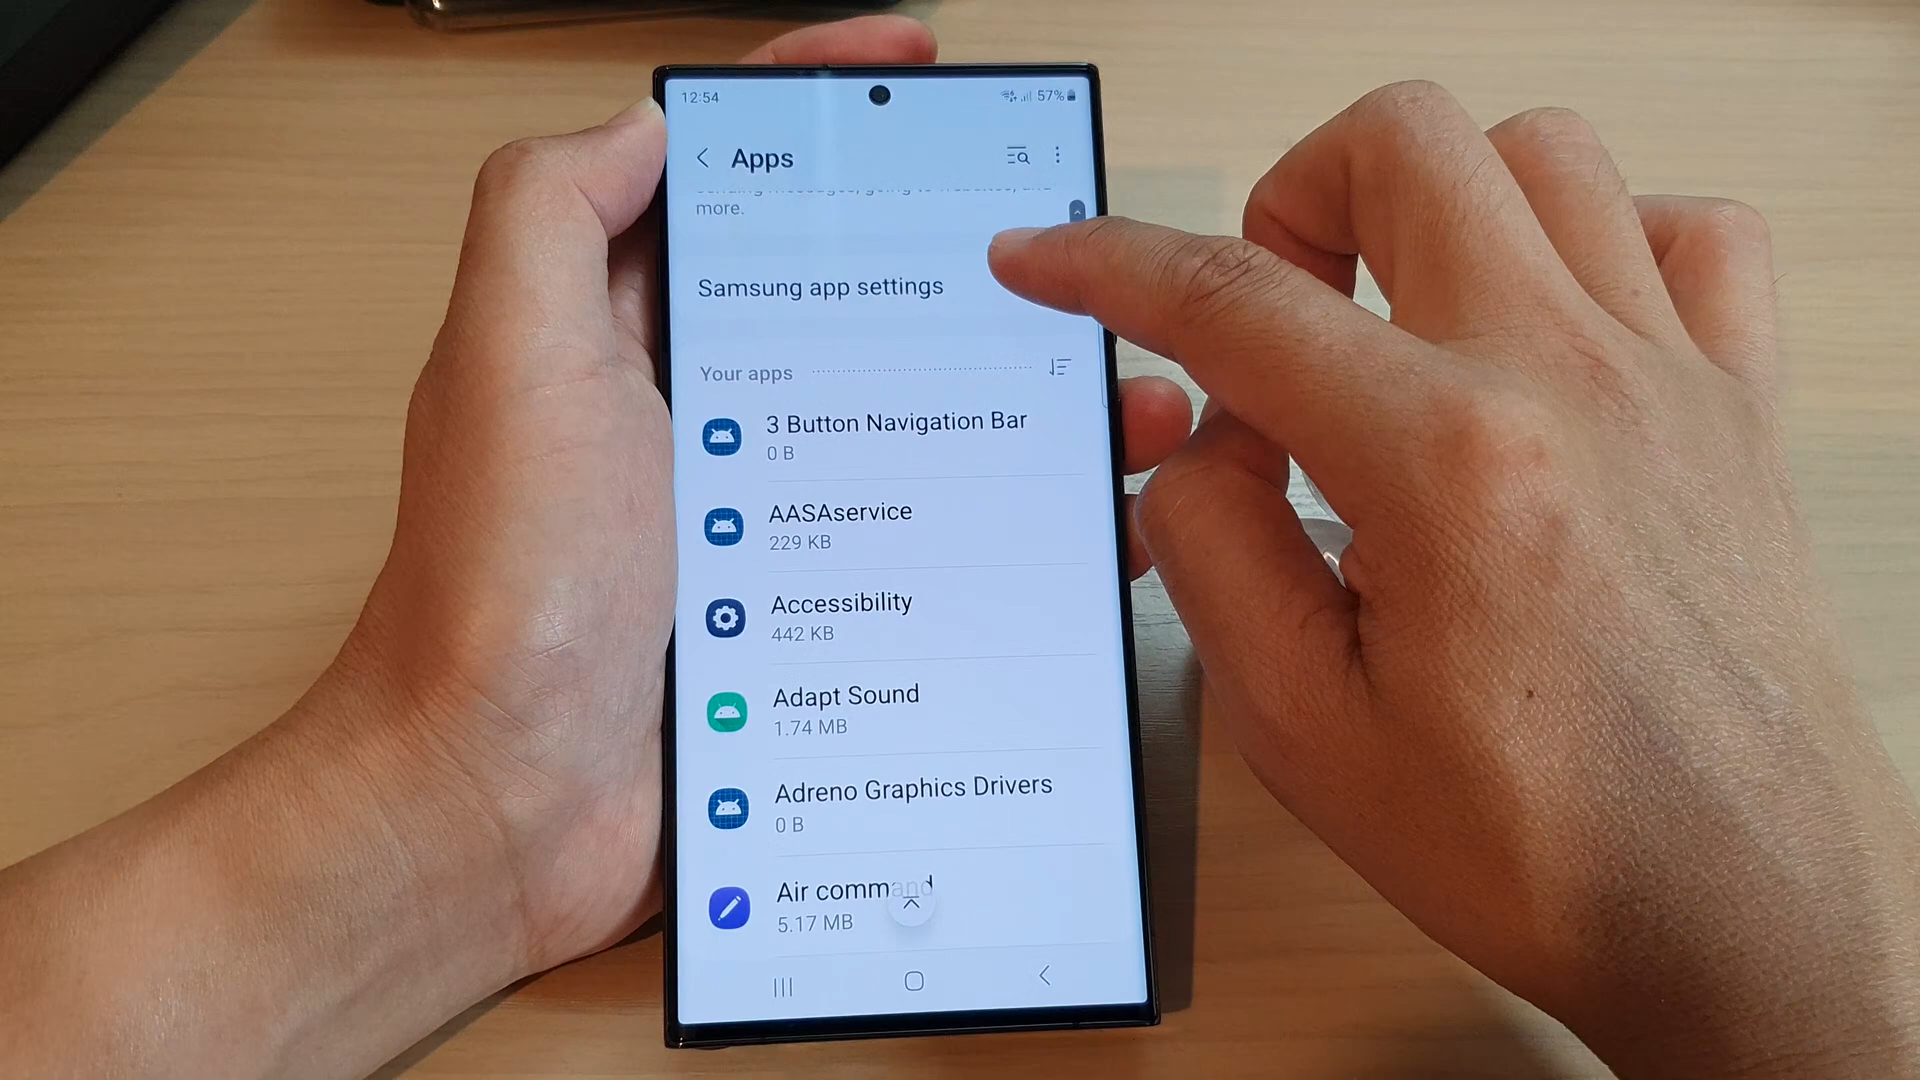 12:54
57%
Apps
more.
Samsung app settings
Your apps
3 Button Navigation Bar
0 B
AASAservice
229 KB
Accessibility
442 KB
Adapt Sound
1.74 MB
Adreno Graphics Drivers
0 B
Air command
5.17 MB